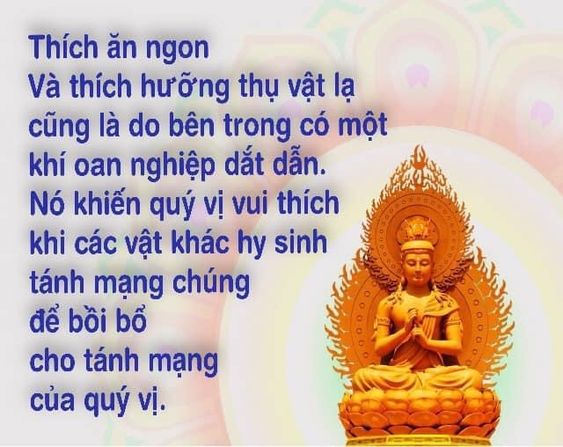 Thích ăn ngon
Và thích hưỡng thụ vật lạ
cũng là do bên trong có một
khí oan nghiệp dắt dẫn.
Nó khiến quý vị vui thích
khi các vật khác hy sinh
tánh mạng chúng
để bồi bổ
cho tánh mạng
của quý vị.